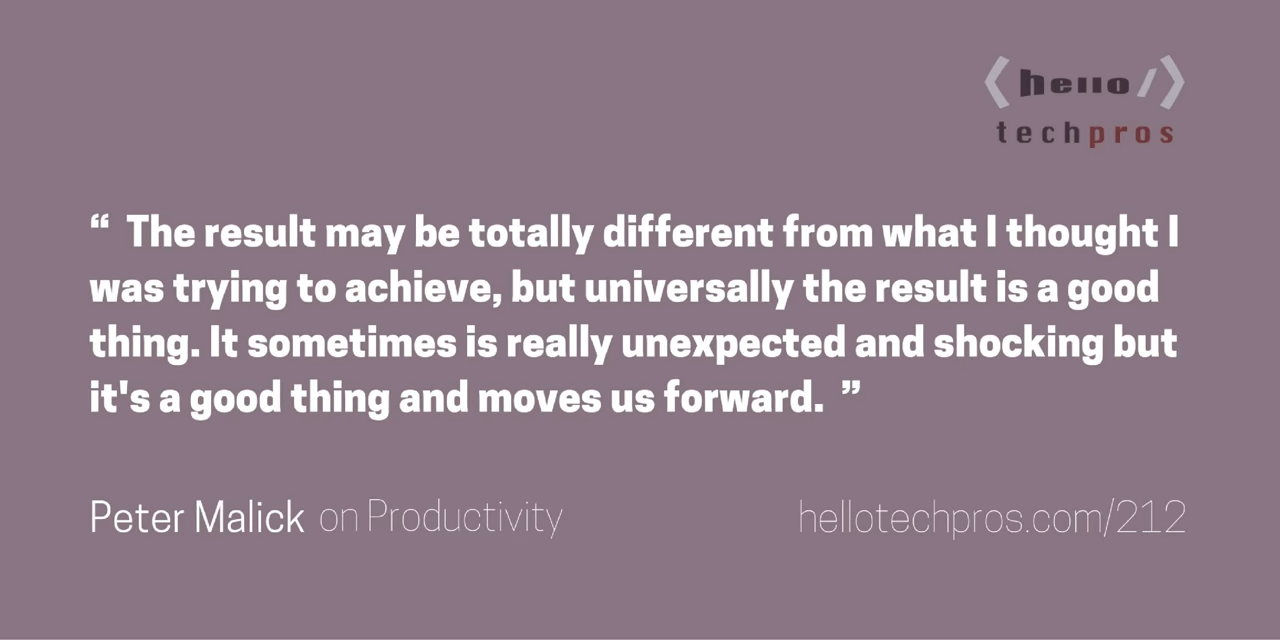 hello
techpros
“ The result may be totally different from what I thought I
was trying to achieve, but universally the result is a good
thing. It sometimes is really unexpected and shocking but
it's a good thing and moves us forward. ”
Peter Malick on Productivity
hellotechpros.com/212